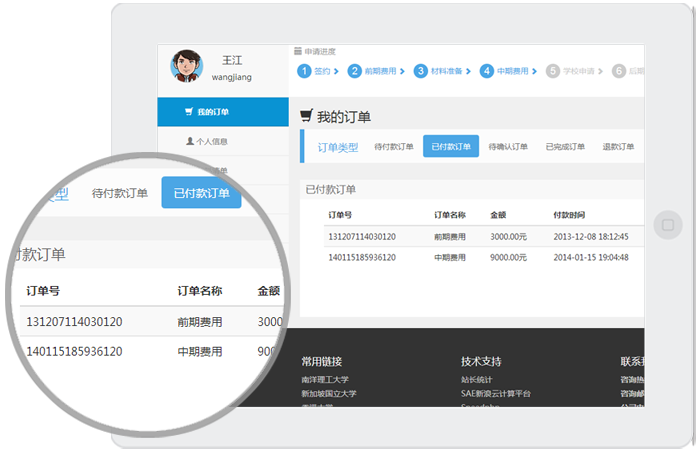 王江
wangjiang
申请进度
1 签约 2 前期费用 3 材料准备 4 中期费用 5 学校申请 6 后期
我的订单
个人信息
我的订单
订单类型 待付款订单 已付款订单 待确认订单 已完成订单 退款订单
已付款订单
订单号 订单名称 金额 付款时间
131207114030120 前期费用 3000.00元 2013-12-08 18:12:45
140115185936120 中期费用 9000.00元 2014-01-15 19:04:48
类型 待付款订单 已付款订单
付款订单
订单号 订单名称 金额
131207114030120 前期费用 3000
140115185936120 中期费用 900
常用链接 技术支持 联系我
南洋理工大学 站长统计 咨询热
新加坡国立大学 SAE新浪云计算平台 咨询邮